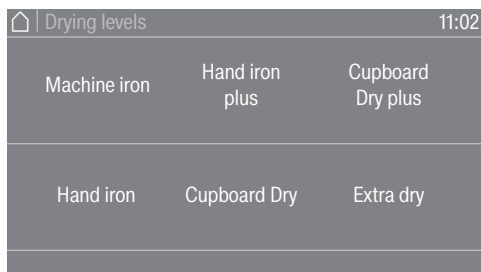 Drying levels 11:02
Machine iron
Hand iron
plus
Cupboard
Dry plus
Hand iron
Cupboard Dry
Extra dry